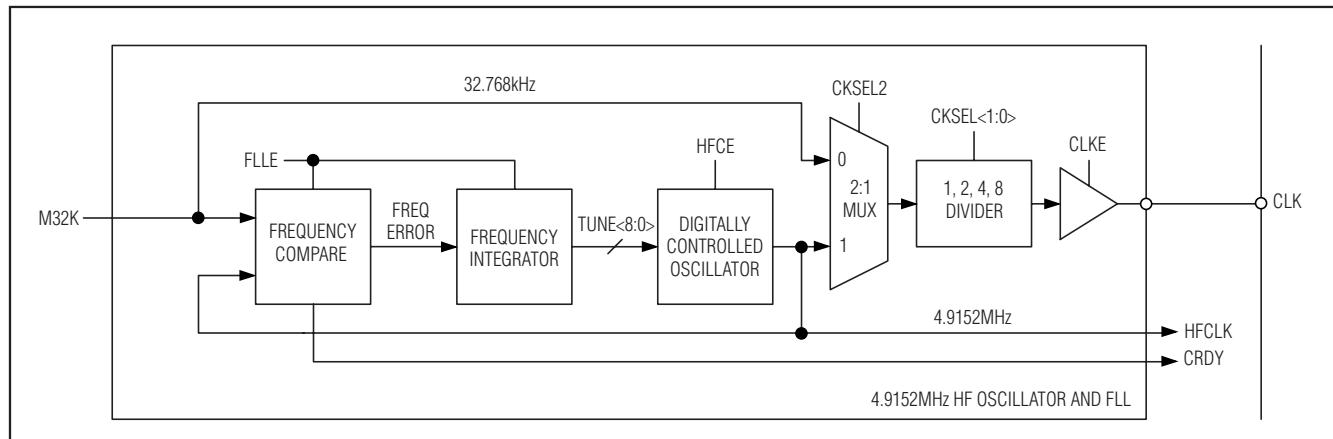 32.768kHz
CKSEL2
CKSEL<1:0>
CLKE
HFCE
FLLE
0
2:1
MUX
1
1, 2, 4, 8
DIVIDER
CLK
M32K
FREQUENCY
COMPARE
FREQ
ERROR
FREQUENCY
INTEGRATOR
TUNE<8:0>
DIGITALLY
CONTROLLED
OSCILLATOR
4.9152MHz
HFCLK
CRDY
4.9152MHz HF OSCILLATOR AND FLL